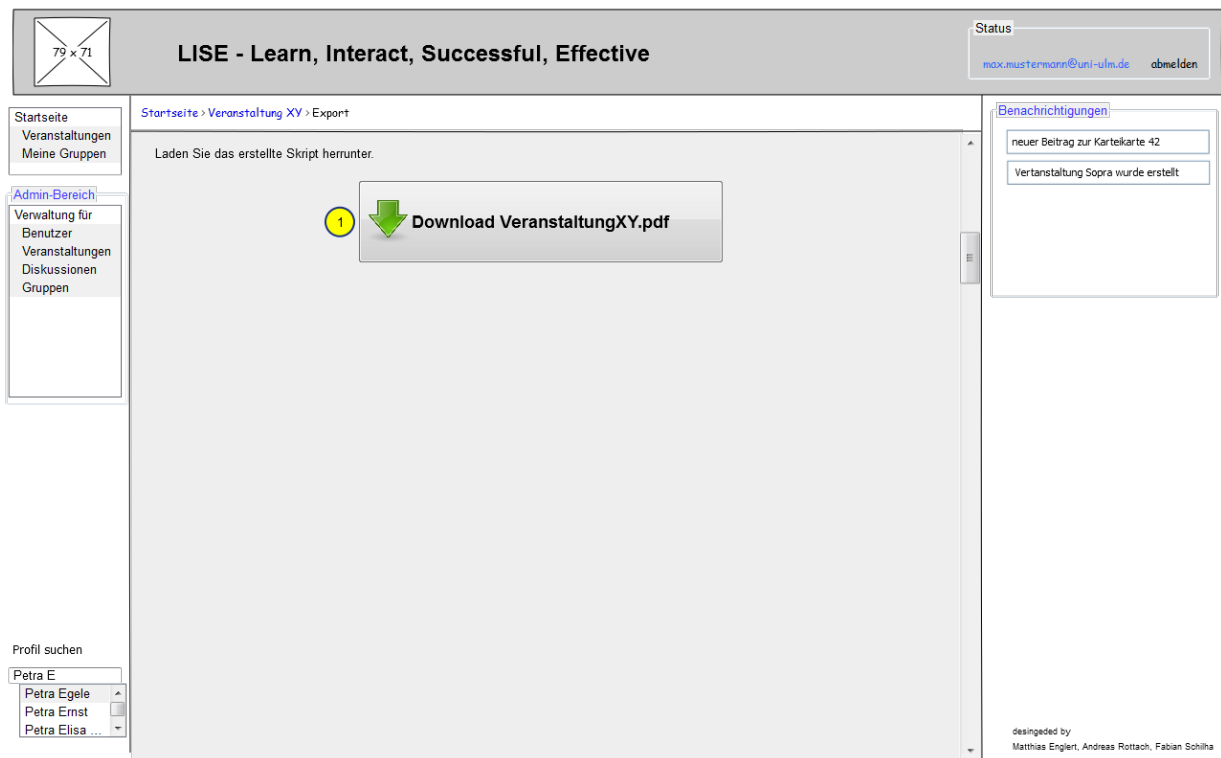 79 x 71
LISE - Learn, Interact, Successful, Effective
Status
max.mustermann@uni-ulm.de abmelden
Startseite
Veranstaltungen
Meine Gruppen
Admin-Bereich
Verwaltung für
Benutzer
Veranstaltungen
Diskussionen
Gruppen
Profil suchen
Petra E
Petra Egele
Petra Ernst
Petra Elisa ...
Startseite › Veranstaltung XY › Export
Laden Sie das erstellte Skript herrunter.
1
Download VeranstaltungXY.pdf
Benachrichtigungen
neuer Beitrag zur Karteikarte 42
Vertanstaltung Sopra wurde erstellt
desingeded by
Matthias Englert, Andreas Rottach, Fabian Schilha